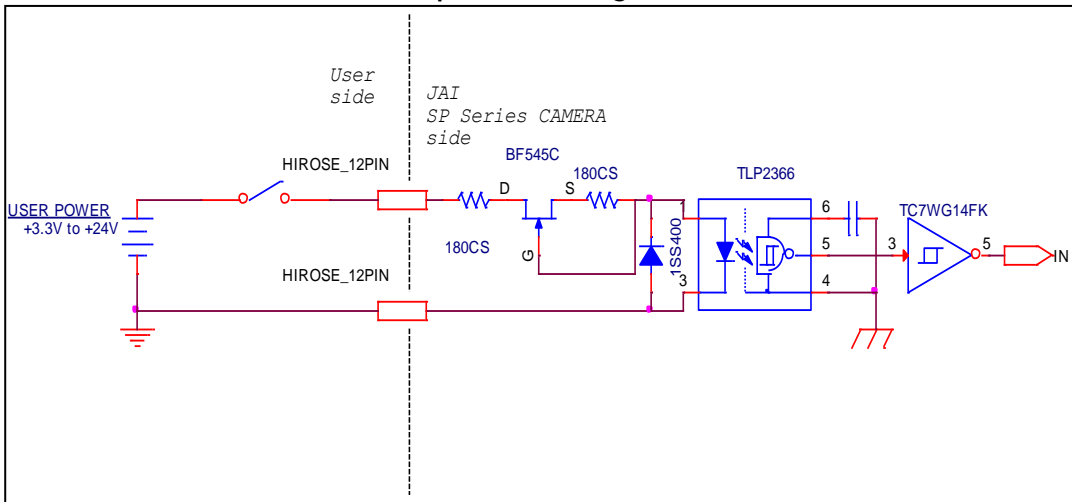 User
side
JAI
SP Series CAMERA
side
BF545C
HIROSE_12PIN
D
S
180CS
TLP2366
USER POWER
+3.3V to +24V
180CS
G
1SS400
1
3
6
5
4
TC7WG14FK
3
5
IN
HIROSE_12PIN